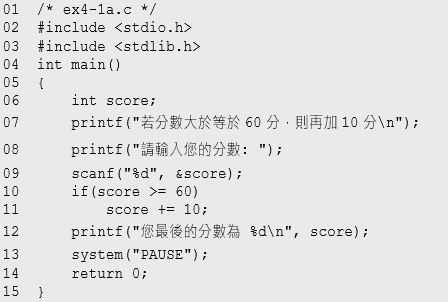 01 /* ex4-1a.c */
02 #include <stdio.h>
03 #include <stdlib.h>
04 int main()
05 {
06     int score;
07     printf("若分數大於等於 60 分，則再加 10 分\n");
08     printf("請輸入您的分數: ");
09     scanf("%d", &score);
10     if(score >= 60)
11         score += 10;
12     printf("您最後的分數為 %d\n", score);
13     system("PAUSE");
14     return 0;
15 }